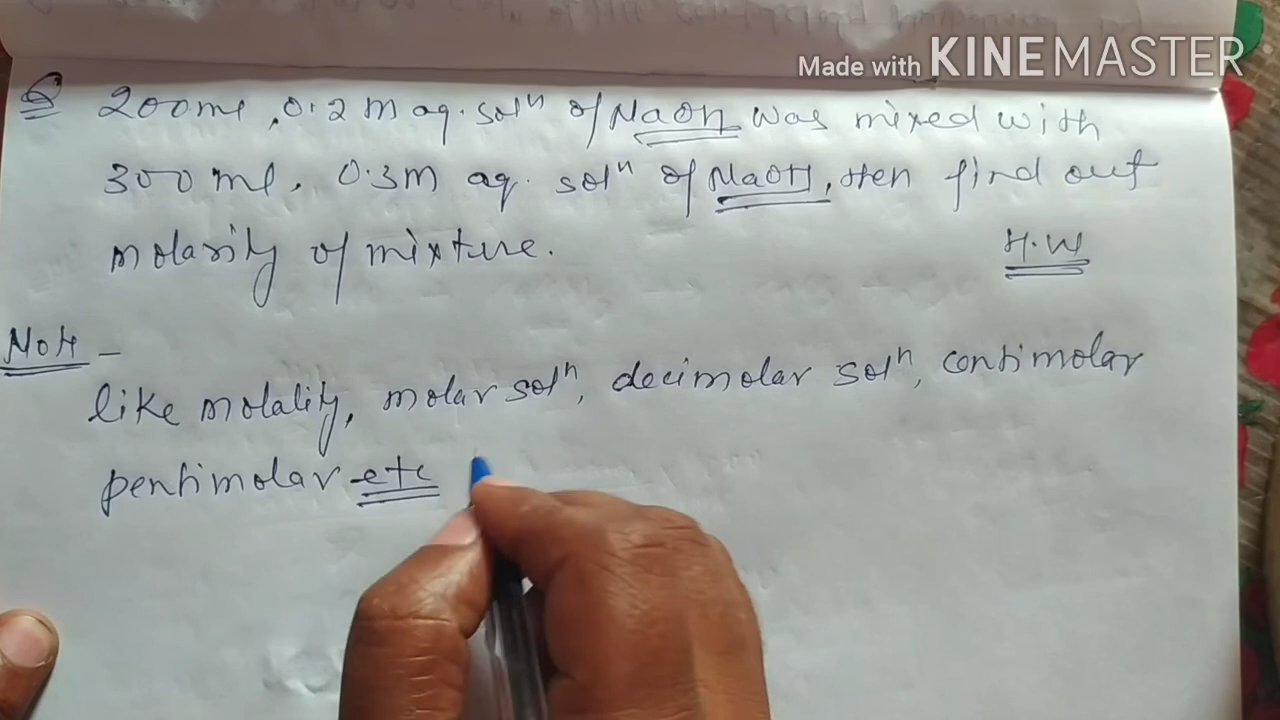 Made with KINEMASTER
Q 200ml, 0.2 M aq. solⁿ of NaOH was mixed with
300 ml, 0.3M aq. solⁿ of NaOH, then find out
molarity of mixture.
H.W
Note -
like molality, molar solⁿ, decimolar solⁿ, centimolar
pentimolar etc